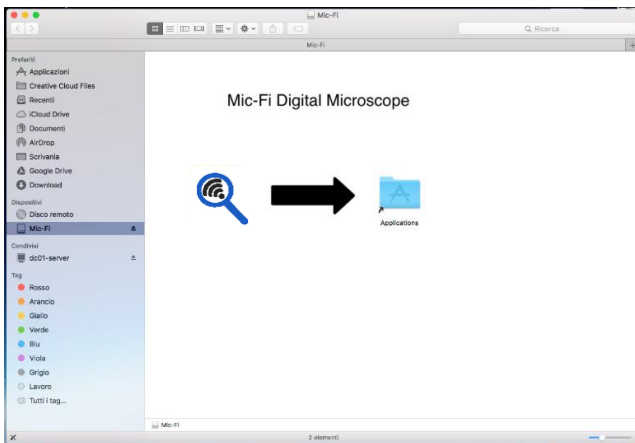 Mic-Fi
Ricerca
Mic-Fi
Preferiti
Applicazioni
Creative Cloud Files
Recenti
iCloud Drive
Documenti
AirDrop
Scrivania
Google Drive
Download
Dispositivi
Disco remoto
Mic-Fi
Condivisi
dc01-server
Tag
Rosso
Arancio
Giallo
Verde
Blu
Viola
Grigio
Lavoro
Tutti i tag...
Mic-Fi Digital Microscope
Applications
Mic-Fi
2 elementi